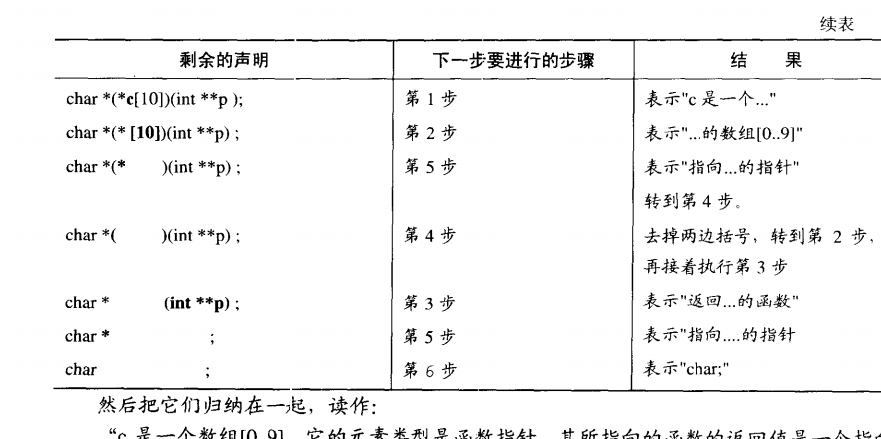 续表
剩余的声明 下一步要进行的步骤 结 果
char *(*c[10])(int **p ); 第 1 步 表示"c 是一个..."
char *(* [10])(int **p) ; 第 2 步 表示"...的数组[0..9]"
char *(* )(int **p) ; 第 5 步 表示"指向...的指针"
转到第 4 步。
char *( )(int **p) ; 第 4 步 去掉两边括号，转到第 2 步，
再接着执行第 3 步
char * (int **p) ; 第 3 步 表示"返回...的函数"
char * ; 第 5 步 表示"指向....的指针
char ; 第 6 步 表示"char;"
然后把它们归纳在一起，读作：
“c 是一个数组[0..9]，它的元素类型是函数指针，其所指向的函数的返回值是一个指向